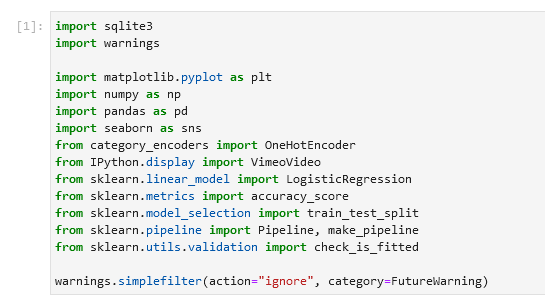 [1]: import sqlite3
import warnings

import matplotlib.pyplot as plt
import numpy as np
import pandas as pd
import seaborn as sns
from category_encoders import OneHotEncoder
from IPython.display import VimeoVideo
from sklearn.linear_model import LogisticRegression
from sklearn.metrics import accuracy_score
from sklearn.model_selection import train_test_split
from sklearn.pipeline import Pipeline, make_pipeline
from sklearn.utils.validation import check_is_fitted

warnings.simplefilter(action="ignore", category=FutureWarning)